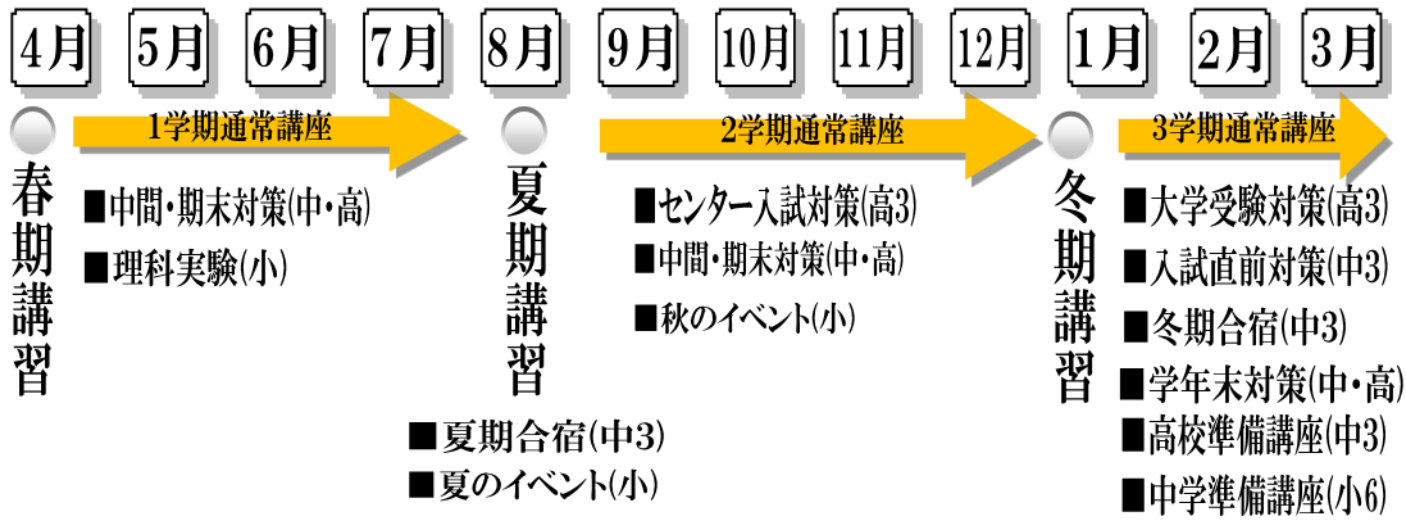 4月 5月 6月 7月 8月 9月 10月 11月 12月 1月 2月 3月
春期講習
1学期通常講座
■中間・期末対策(中・高)
■理科実験(小)
夏期講習
■夏期合宿(中3)
■夏のイベント(小)
2学期通常講座
■センター入試対策(高3)
■中間・期末対策(中・高)
■秋のイベント(小)
冬期講習
3学期通常講座
■大学受験対策(高3)
■入試直前対策(中3)
■冬期合宿(中3)
■学年末対策(中・高)
■高校準備講座(中3)
■中学準備講座(小6)